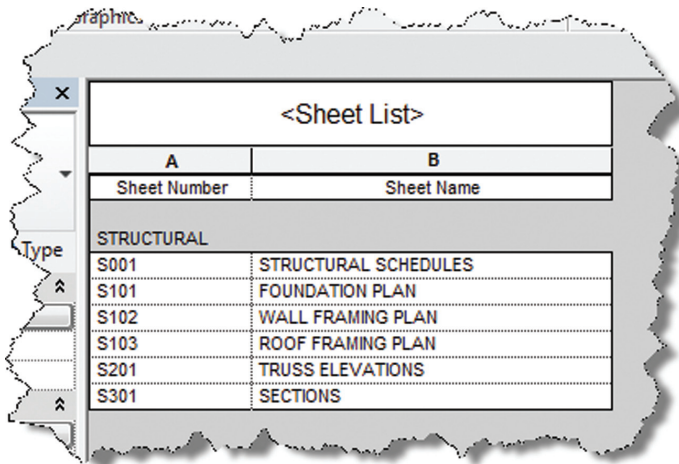 raphics
<Sheet List>
A B
Sheet Number Sheet Name
Type
STRUCTURAL
S001 STRUCTURAL SCHEDULES
S101 FOUNDATION PLAN
S102 WALL FRAMING PLAN
S103 ROOF FRAMING PLAN
S201 TRUSS ELEVATIONS
S301 SECTIONS